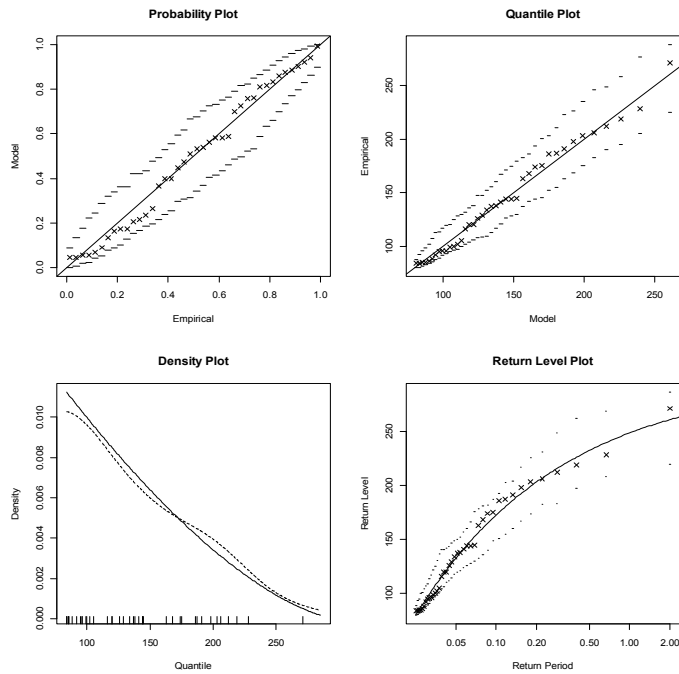 Probability Plot
1.0
0.8
0.6
0.4
0.2
0.0
Model
0.0 0.2 0.4 0.6 0.8 1.0
Empirical
Quantile Plot
250
200
150
100
Empirical
100 150 200 250
Model
Density Plot
0.010
0.008
0.006
0.004
0.002
0.000
Density
100 150 200 250
Quantile
Return Level Plot
250
200
150
100
Return Level
0.05 0.10 0.20 0.50 1.00 2.00
Return Period